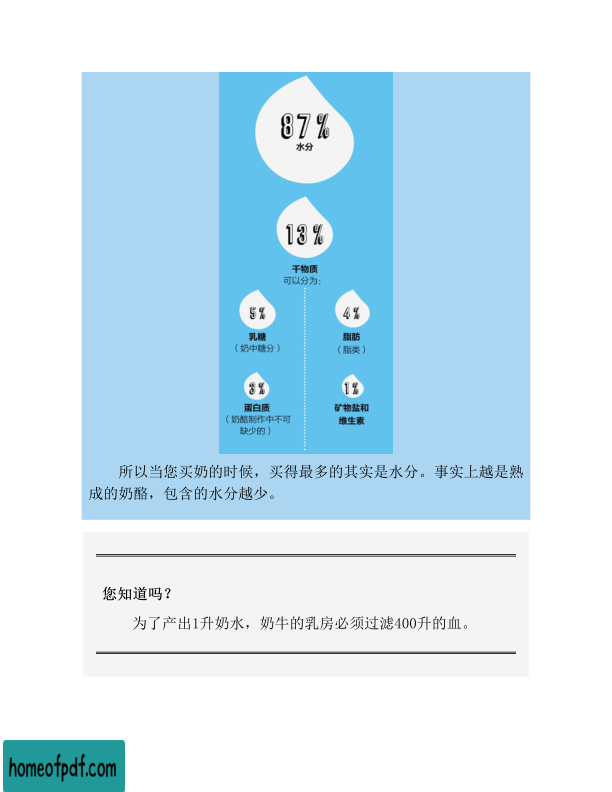 87%
水分
13%
干物质
可以分为：
5%
乳糖
（奶中糖分）
4%
脂肪
（脂类）
3%
蛋白质
（奶酪制作中不可
缺少的）
1%
矿物盐和
维生素
所以当您买奶的时候，买得最多的其实是水分。事实上越是熟
成的奶酪，包含的水分越少。
您知道吗？
为了产出1升奶水，奶牛的乳房必须过滤400升的血。
homeofpdf.com